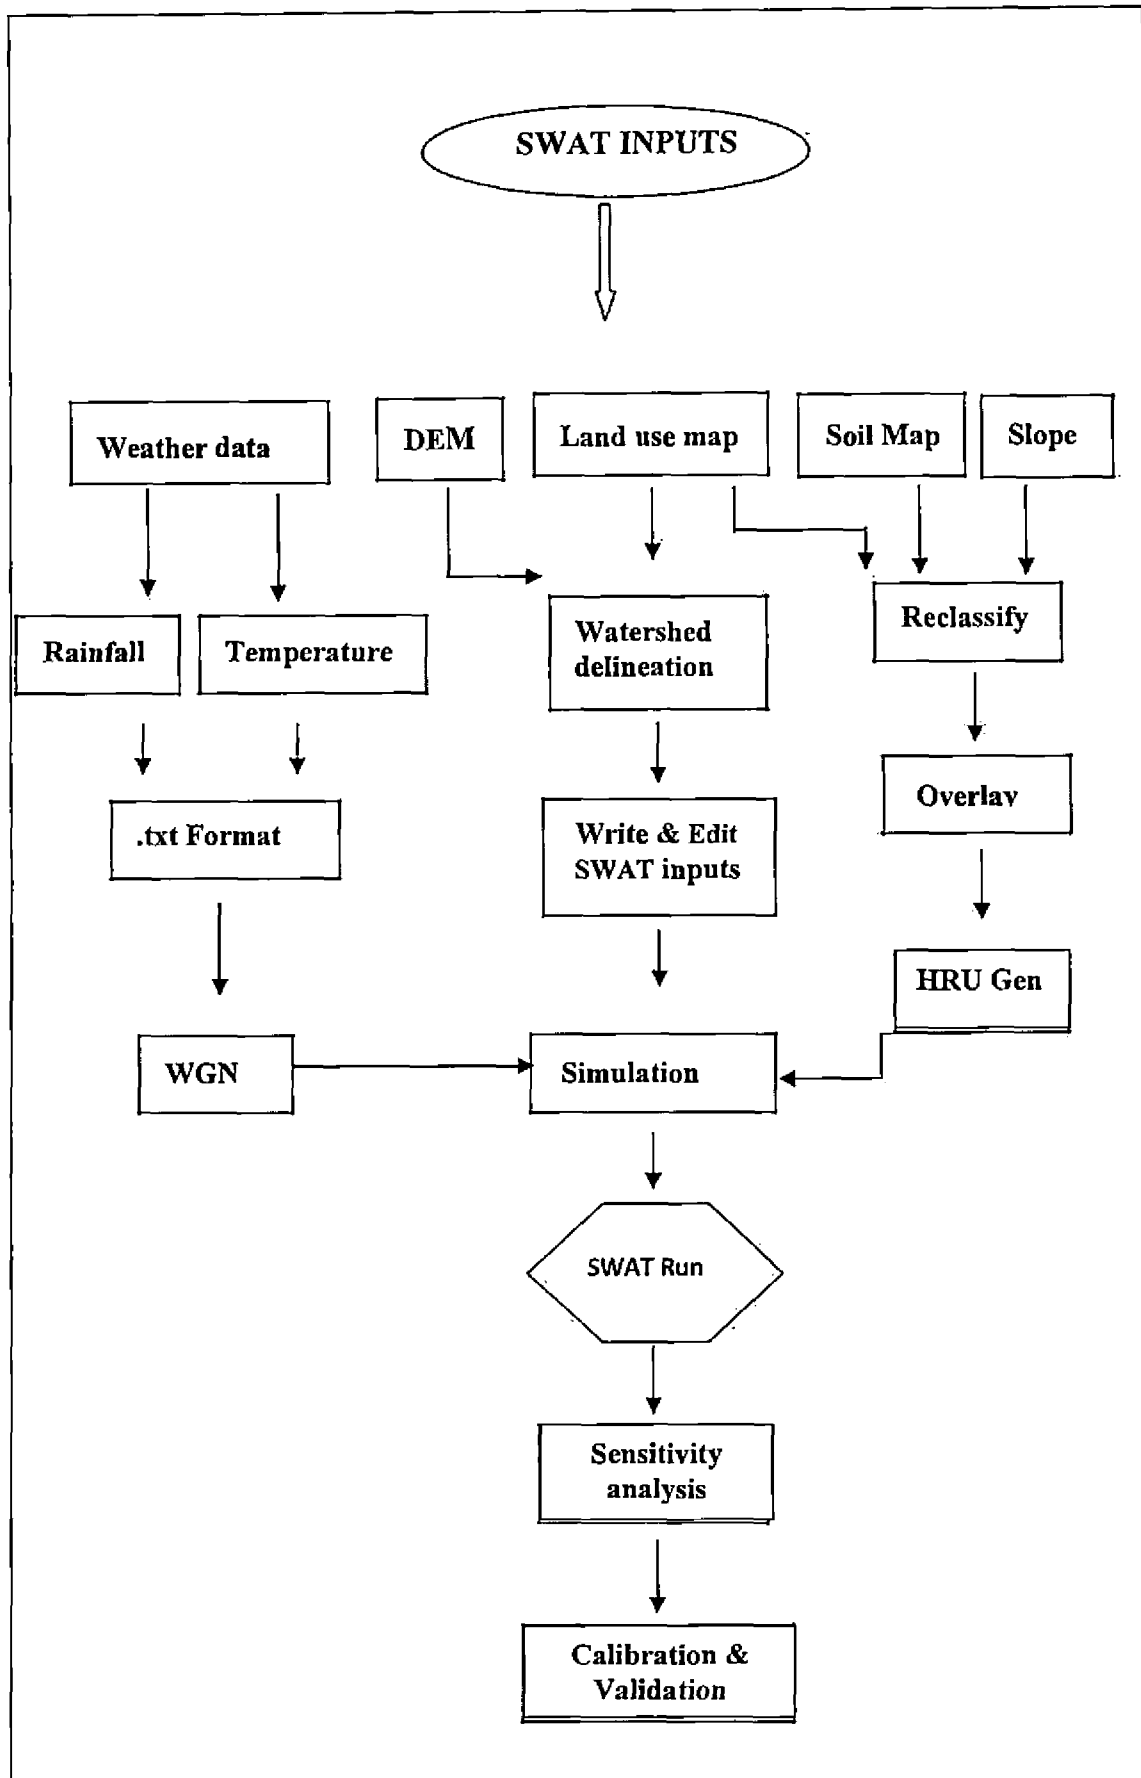 SWAT INPUTS
Weather data
DEM
Land use map
Soil Map
Slope
Rainfall
Temperature
Watershed
delineation
Reclassify
.txt Format
Write & Edit
SWAT inputs
Overlay
HRU Gen
WGN
Simulation
SWAT Run
Sensitivity
analysis
Calibration &
Validation